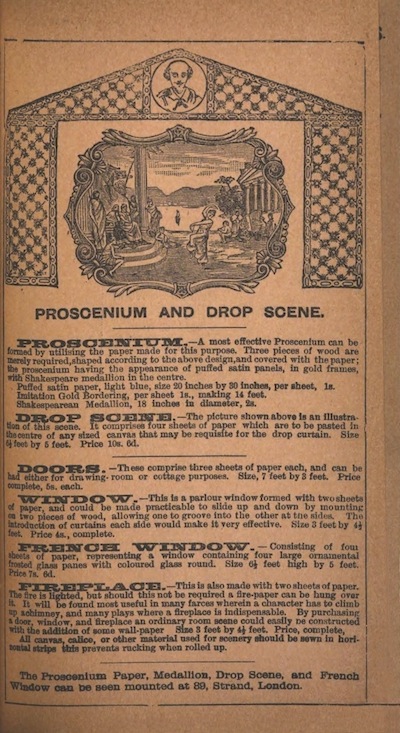 PROSCENIUM AND DROP SCENE.
PROSCENIUM.—A most effective Proscenium can be
formed by utilising the paper made for this purpose. Three pieces of wood are
merely required, shaped according to the above design, and covered with the paper;
the proscenium having the appearance of puffed satin panels, in gold frames,
with Shakespeare medallion in the centre.
Puffed satin paper, light blue, size 20 inches by 30 inches, per sheet, 1s.
Imitation Gold Bordering, per sheet 1s., making 14 feet.
Shakespearean Medallion, 18 inches in diameter, 2s.
DROP SCENE.—The picture shown above is an illustra-
tion of this scene. It comprises four sheets of paper which are to be pasted in
the centre of any sized canvas that may be requisite for the drop curtain. Size
6½ feet by 5 feet. Price 10s. 6d.
DOORS.—These comprise three sheets of paper each, and can be
had either for drawing-room or cottage purposes. Size, 7 feet by 3 feet. Price
complete, 5s. each.
WINDOW.—This is a parlour window formed with two sheets
of paper, and could be made practicable to slide up and down by mounting
on two pieces of wood, allowing one to groove into the other at the sides. The
introduction of curtains each side would make it very effective. Size 3 feet by 4½
feet. Price 4s., complete.
FRENCH WINDOW.—Consisting of four
sheets of paper, representing a window containing four large ornamental
frosted glass panes with coloured glass round. Size 6½ feet high by 5 feet.
Price 7s. 6d.
FIREPLACE.—This is also made with two sheets of paper.
The fire is lighted, but should this not be required a fire-paper can be hung over
it. It will be found most useful in many farces wherein a character has to climb
up a chimney, and many plays where a fireplace is indispensable. By purchasing
a door, window, and fireplace an ordinary room scene could easily be constructed
with the addition of some wall-paper Size 3 feet by 4½ feet. Price, complete,
All canvas, calico, or other material used for scenery should be sewn in hori-
zontal strips this prevents rucking when rolled up.
The Proscenium Paper, Medallion, Drop Scene, and French
Window can be seen mounted at 89, Strand, London.